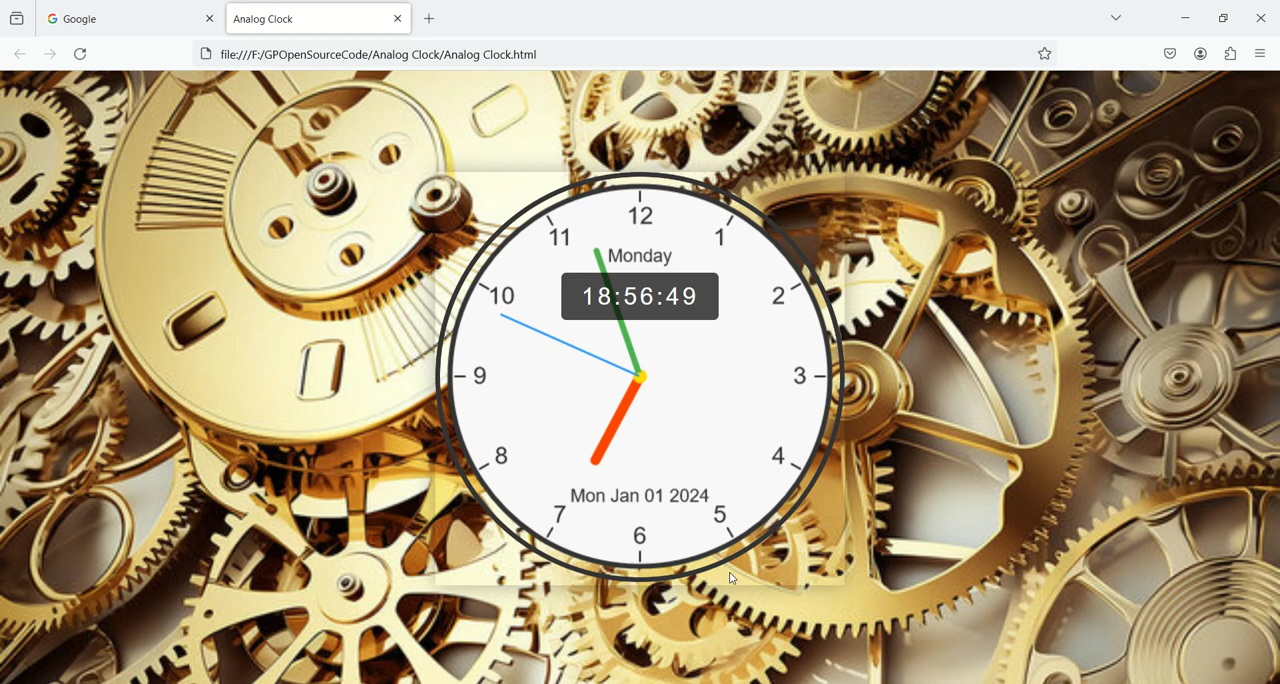 Google
Analog Clock
file:///F:/GPOpenSourceCode/Analog Clock/Analog Clock.html
12
11
1
Monday
10
18:56:49
2
9
3
8
4
Mon Jan 01 2024
7
5
6